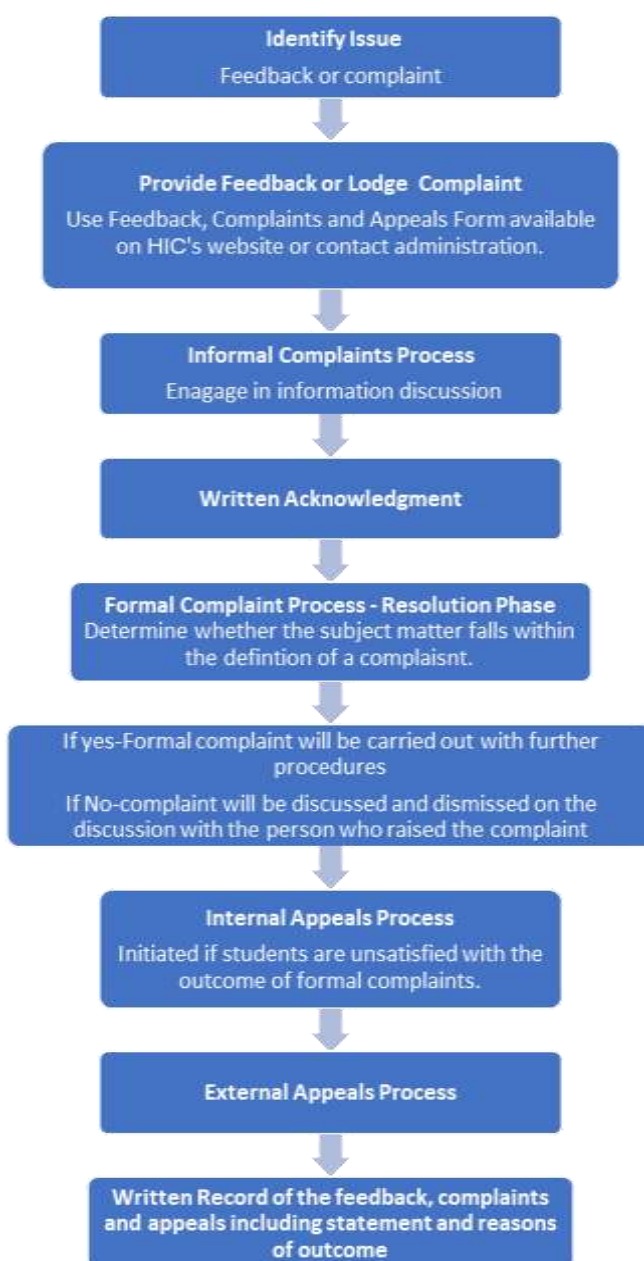 Identify Issue
Feedback or complaint
Provide Feedback or Lodge Complaint
Use Feedback, Complaints and Appeals Form available
on HIC's website or contact administration.
Informal Complaints Process
Enagage in information discussion
Written Acknowledgment
Formal Complaint Process - Resolution Phase
Determine whether the subject matter falls within
the defintion of a complaisnt.
If yes-Formal complaint will be carried out with further
procedures
If No-complaint will be discussed and dismissed on the
discussion with the person who raised the complaint
Internal Appeals Process
Initiated if students are unsatisfied with the
outcome of formal complaints.
External Appeals Process
Written Record of the feedback, complaints
and appeals including statement and reasons
of outcome